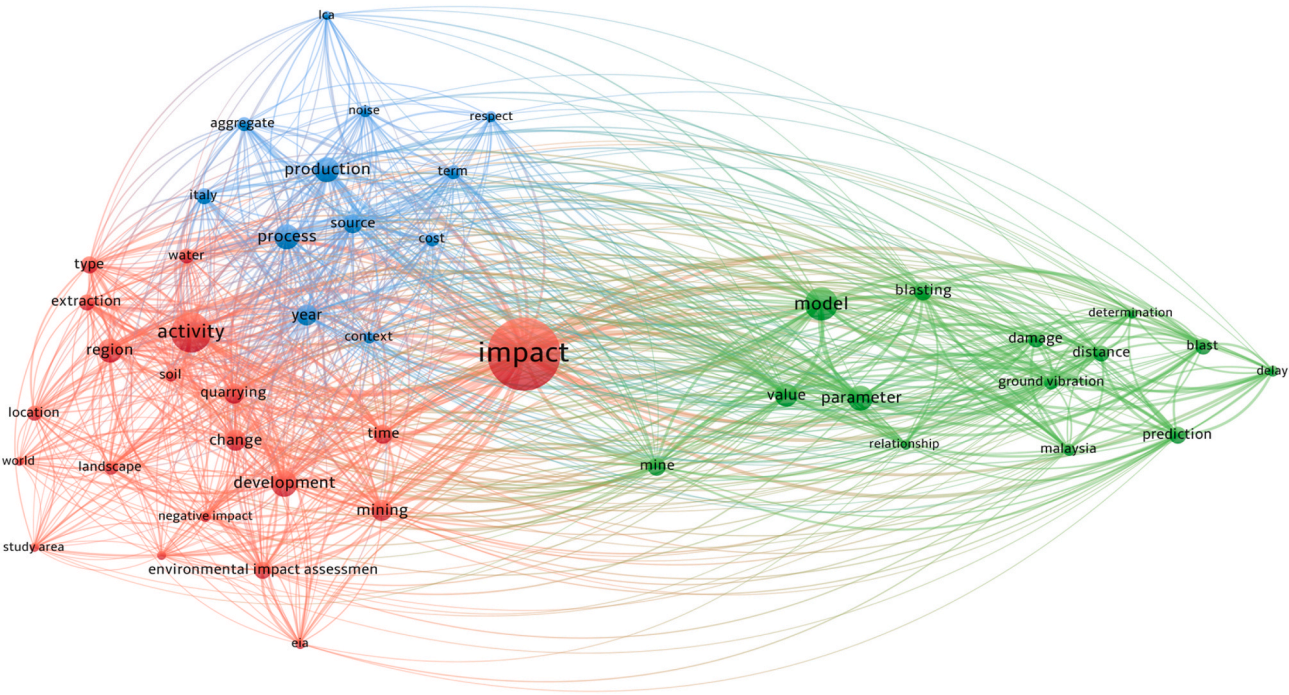 lca
noise
respect
aggregate
production
term
italy
source
process
cost
water
type
extraction
year
activity
context
region
soil
quarrying
location
change
time
world
landscape
development
negative impact
mining
study area
environmental impact assessmen
eia
impact
model
blasting
determination
damage
distance
blast
ground vibration
delay
value
parameter
relationship
malaysia
prediction
mine